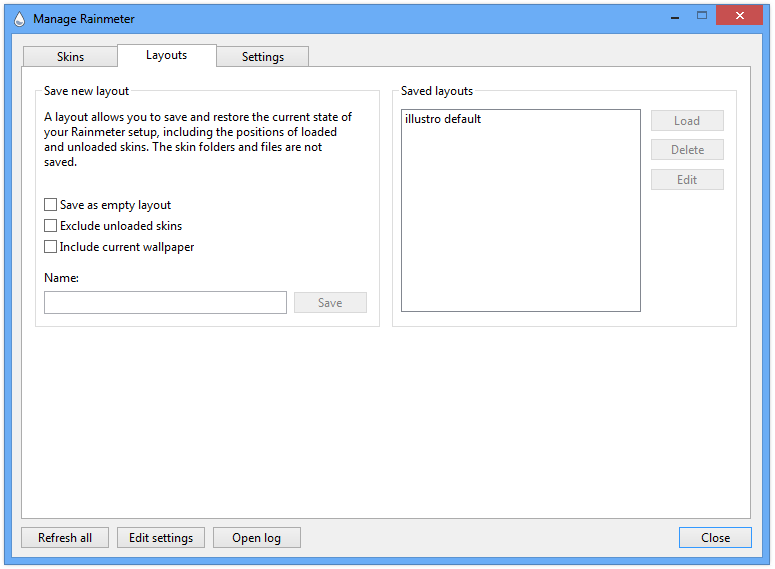 Manage Rainmeter
Skins
Layouts
Settings
Save new layout
A layout allows you to save and restore the current state of
your Rainmeter setup, including the positions of loaded
and unloaded skins. The skin folders and files are not
saved.
Save as empty layout
Exclude unloaded skins
Include current wallpaper
Name:
Save
Saved layouts
illustro default
Load
Delete
Edit
Refresh all
Edit settings
Open log
Close